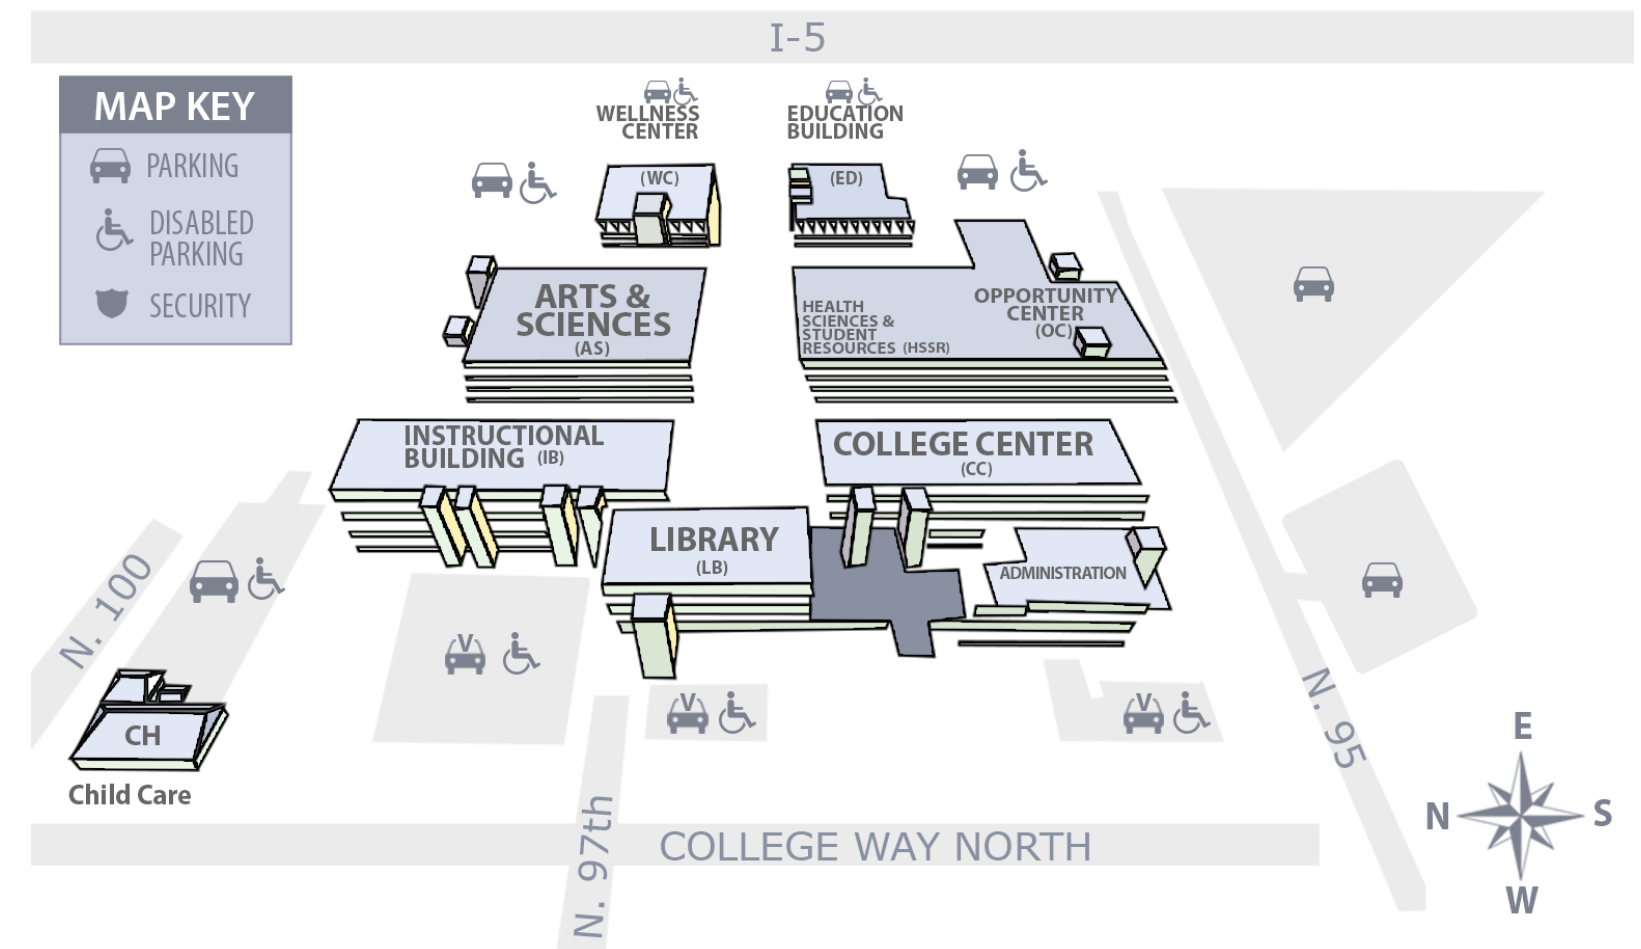 I-5
MAP KEY
PARKING
DISABLED
PARKING
SECURITY
WELLNESS
CENTER
(WC)
EDUCATION
BUILDING
(ED)
ARTS &
SCIENCES
(AS)
HEALTH
SCIENCES &
STUDENT
RESOURCES (HSSR)
OPPORTUNITY
CENTER
(OC)
INSTRUCTIONAL
BUILDING (IB)
COLLEGE CENTER
(CC)
LIBRARY
(LB)
ADMINISTRATION
N. 100
V
V
V
CH
Child Care
N. 95
N. 97th
COLLEGE WAY NORTH
E
N
S
W